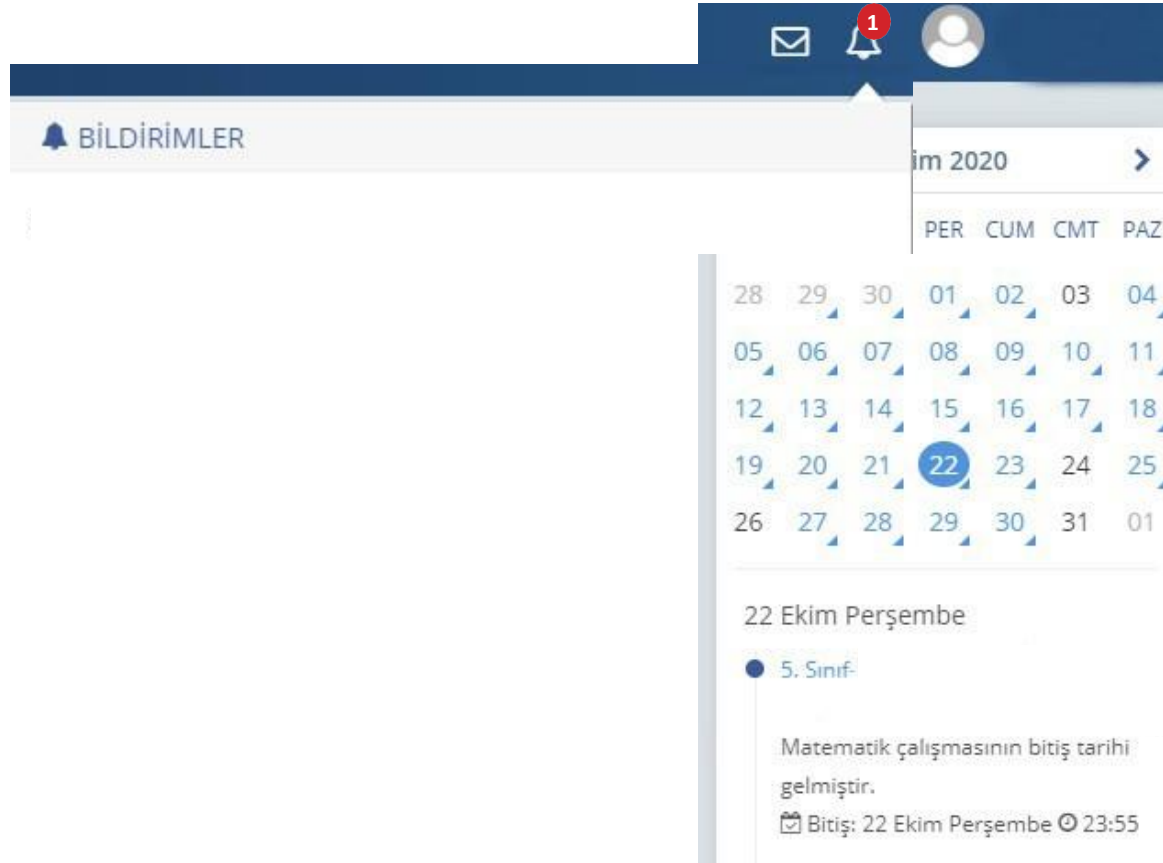 1
BİLDİRİMLER
im 2020
PER CUM CMT PAZ
28 29 30 01 02 03 04
05 06 07 08 09 10 11
12 13 14 15 16 17 18
19 20 21 22 23 24 25
26 27 28 29 30 31 01
22 Ekim Perşembe
5. Sınıf-
Matematik çalışmasının bitiş tarihi
gelmiştir.
Bitiş: 22 Ekim Perşembe 23:55